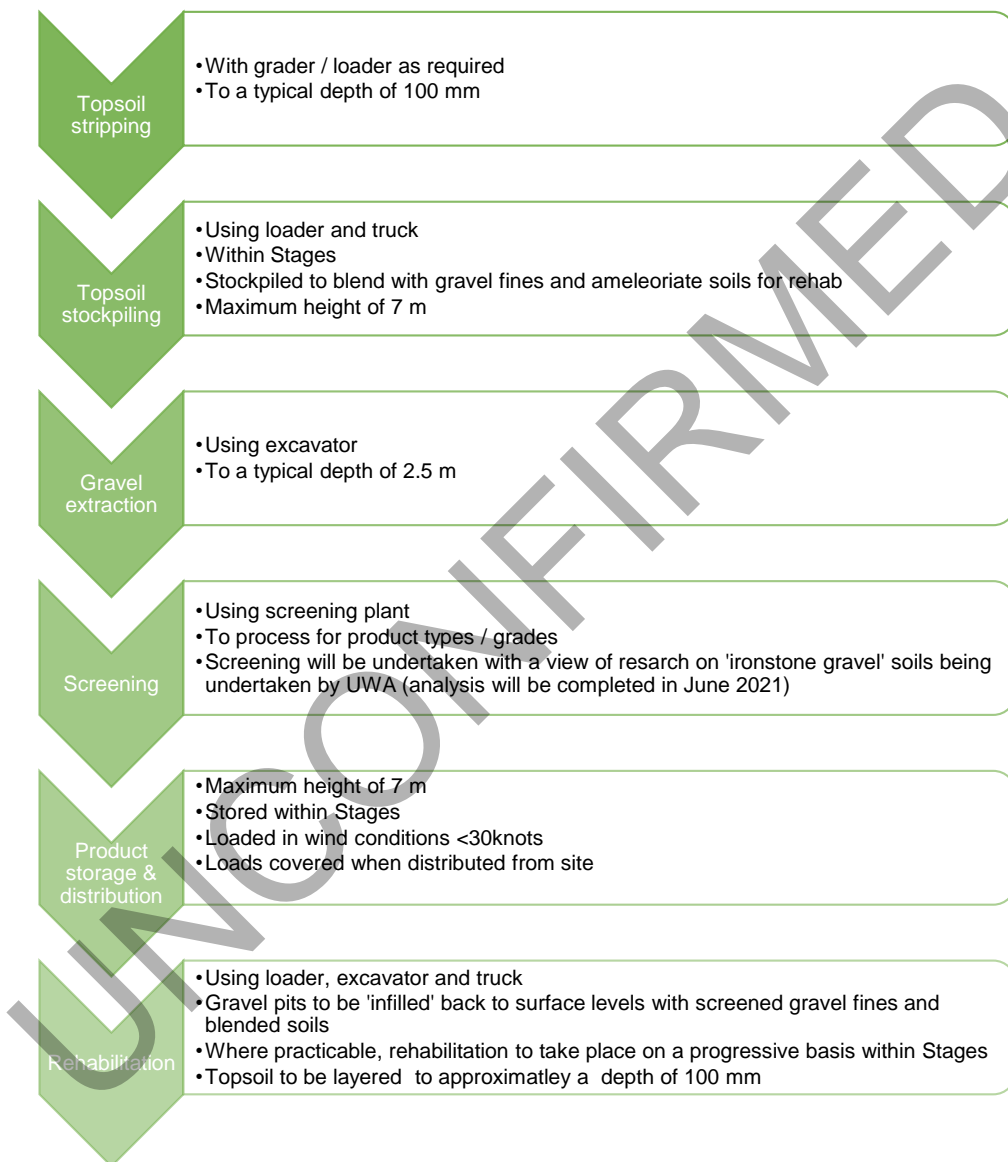 Topsoil
stripping
•With grader / loader as required
•To a typical depth of 100 mm
Topsoil
stockpiling
•Using loader and truck
•Within Stages
•Stockpiled to blend with gravel fines and ameleoriate soils for rehab
•Maximum height of 7 m
Gravel
extraction
•Using excavator
•To a typical depth of 2.5 m
Screening
•Using screening plant
•To process for product types / grades
•Screening will be undertaken with a view of resarch on 'ironstone gravel' soils being
undertaken by UWA (analysis will be completed in June 2021)
Product
storage &
distribution
•Maximum height of 7 m
•Stored within Stages
•Loaded in wind conditions <30knots
•Loads covered when distributed from site
Rehabilitation
•Using loader, excavator and truck
•Gravel pits to be 'infilled' back to surface levels with screened gravel fines and
blended soils
•Where practicable, rehabilitation to take place on a progressive basis within Stages
•Topsoil to be layered  to approximatley a  depth of 100 mm
UNCONFIRMED